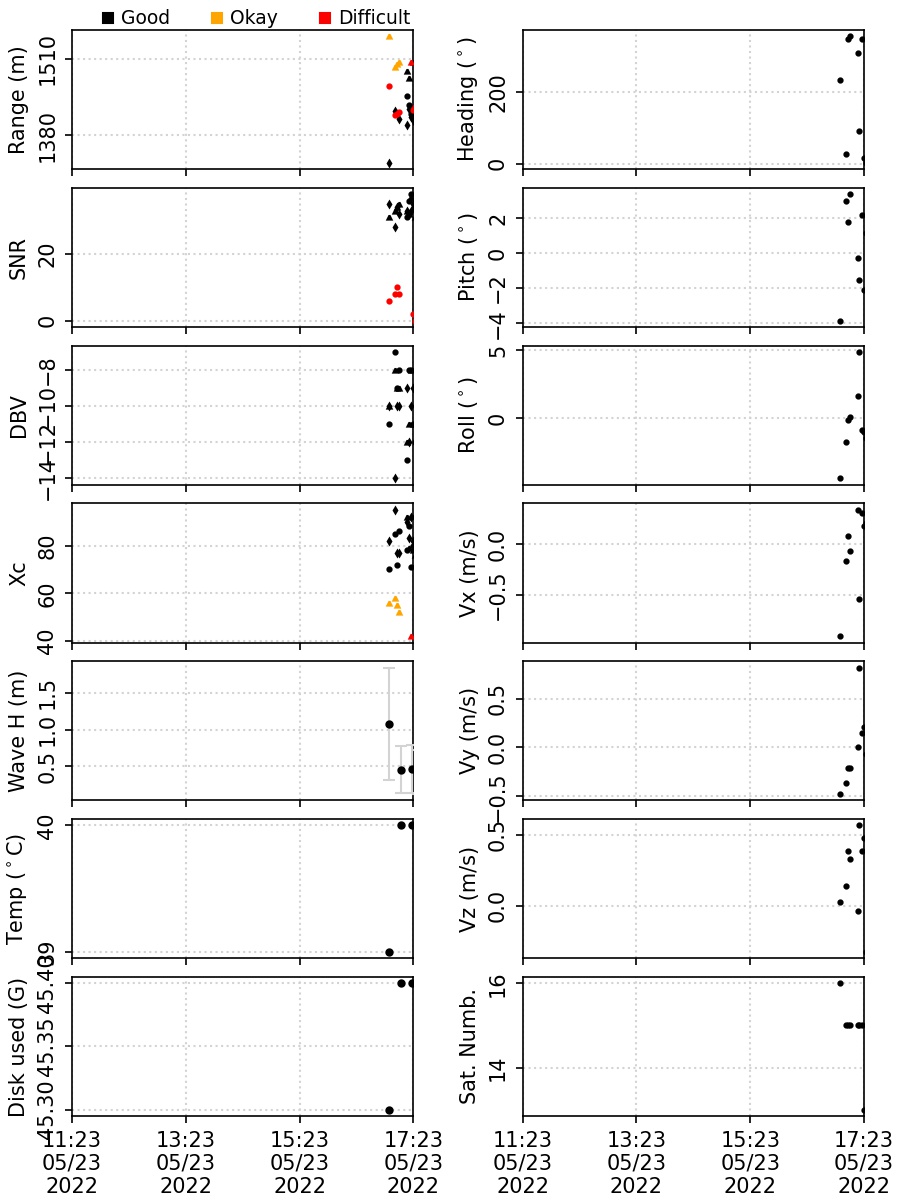 Good Okay Difficult
Range (m)
1510
1380
Heading (°)
200
0
SNR
20
0
Pitch (°)
2
0
−2
−4
DBV
−8
−10
−12
−14
Roll (°)
5
0
Xc
80
60
40
Vx (m/s)
0.0
−0.5
Wave H (m)
1.5
1.0
0.5
Vy (m/s)
0.5
0.0
−0.5
Temp (°C)
40
39
Vz (m/s)
0.5
0.0
Disk used (G)
45.40
45.35
45.30
Sat. Numb.
16
14
11:23 13:23 15:23 17:23 11:23 13:23 15:23 17:23
05/23 05/23 05/23 05/23 05/23 05/23 05/23 05/23
2022 2022 2022 2022 2022 2022 2022 2022